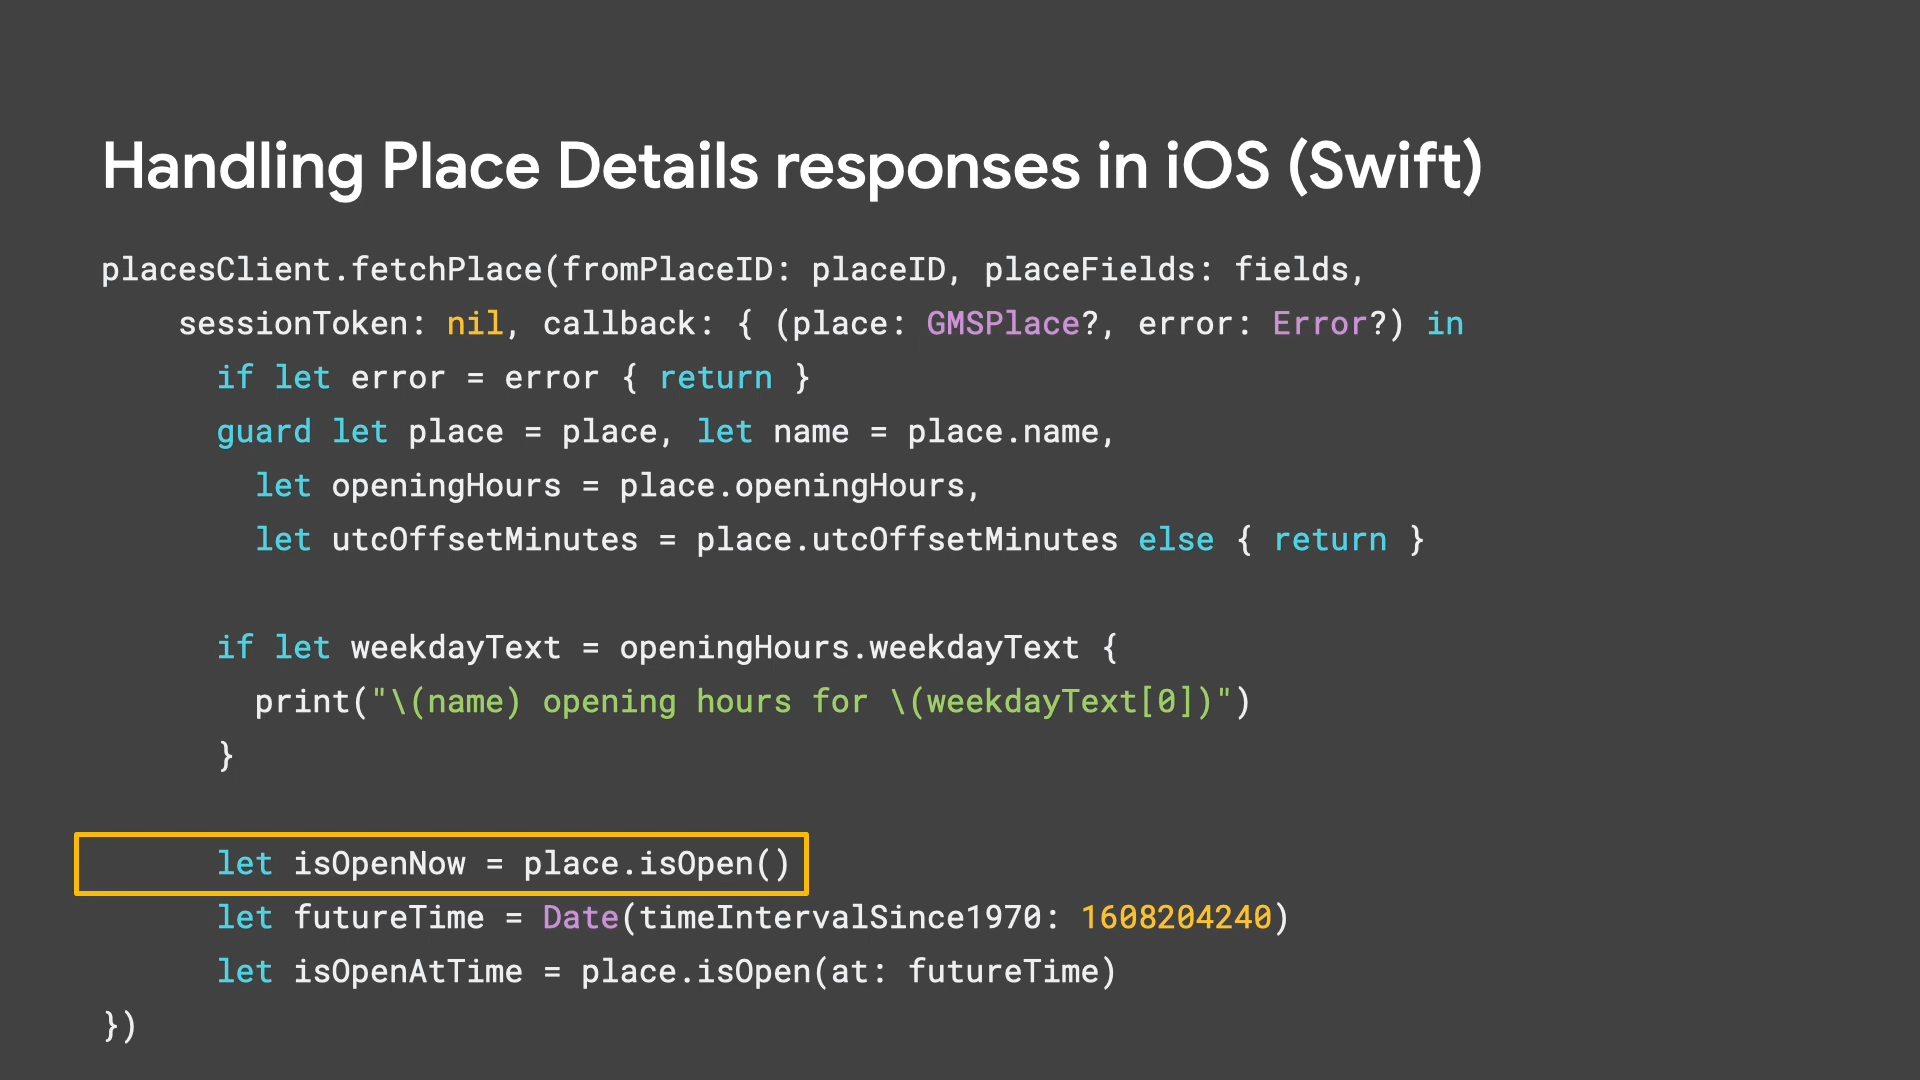 Handling Place Details responses in iOS (Swift)
placesClient.fetchPlace(fromPlaceID: placeID, placeFields: fields,
sessionToken: nil, callback: { (place: GMSPlace?, error: Error?) in
if let error = error { return }
guard let place = place, let name = place.name,
let openingHours = place.openingHours,
let utcOffsetMinutes = place.utcOffsetMinutes else { return }
if let weekdayText = openingHours.weekdayText {
print("\(name) opening hours for \(weekdayText[0])")
}
let isOpenNow = place.isOpen()
let futureTime = Date(timeIntervalSince1970: 1608204240)
let isOpenAtTime = place.isOpen(at: futureTime)
})